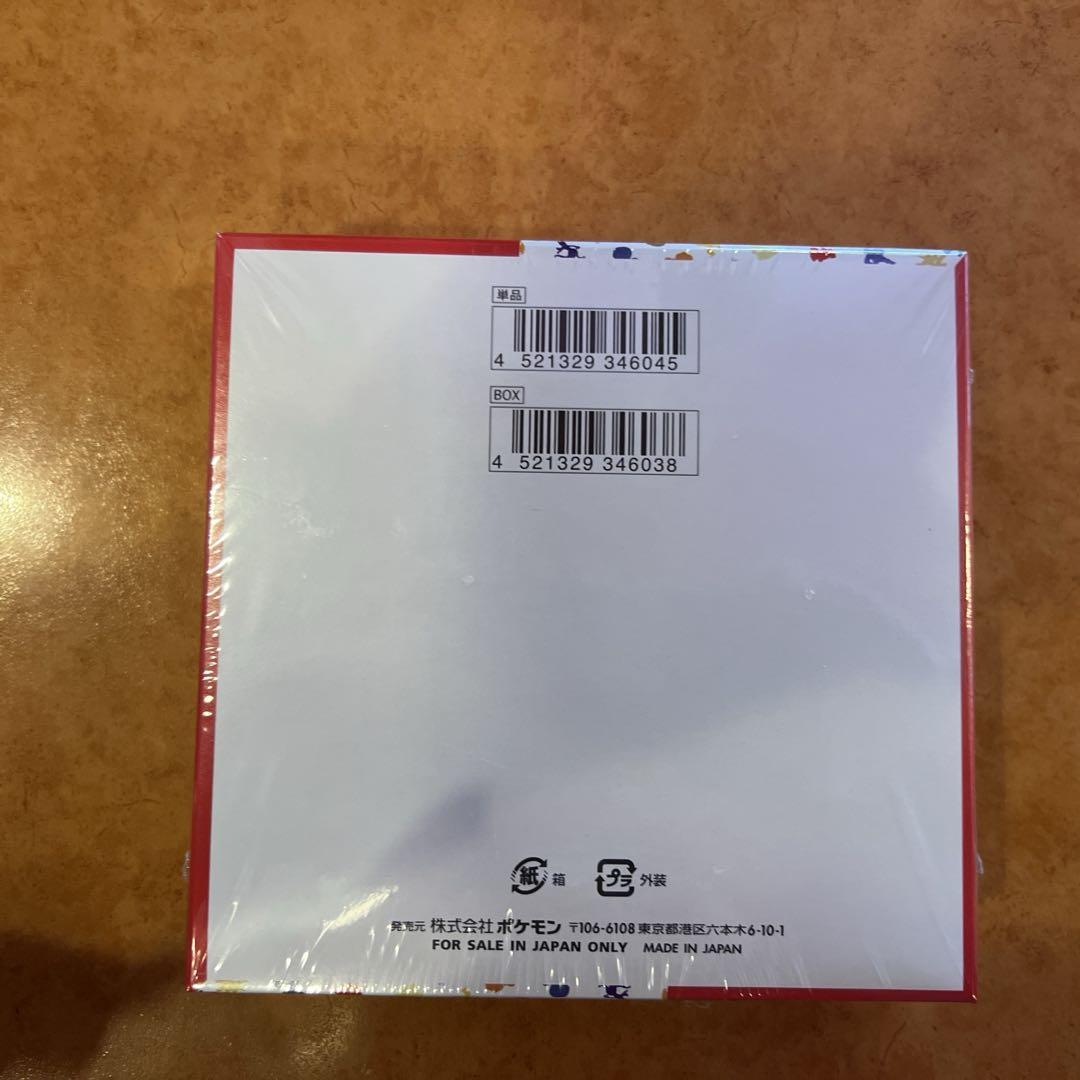 単品
4 521329 346045
BOX
4 521329 346038
紙 箱 プラ 外装
発売元 株式会社 ポケモン 〒106-6108 東京都港区六本木6-10-1
FOR SALE IN JAPAN ONLY MADE IN JAPAN